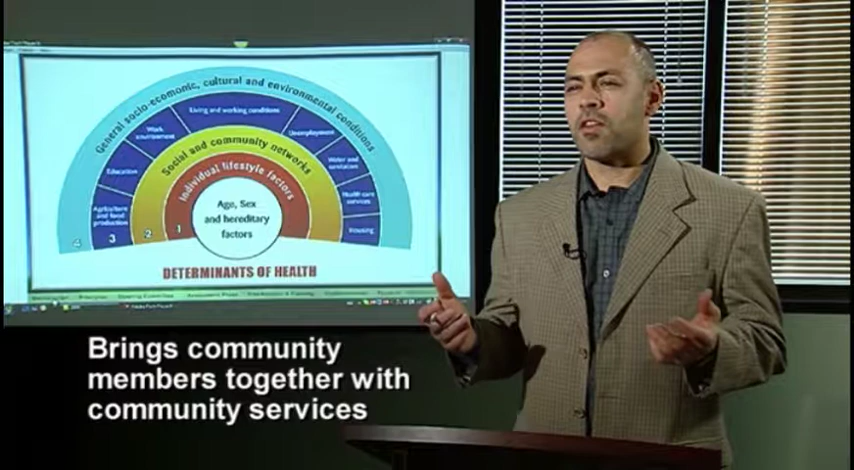 General socio-economic, cultural and environmental conditions
Living and working conditions
Work
environment
Unemployment
Social and community networks
Education
Water and
sanitation
Individual lifestyle factors
Agriculture
and food
production
Age, Sex
and hereditary
factors
Health care
services
Housing
4
3
2
1
DETERMINANTS OF HEALTH
Brings community
members together with
community services